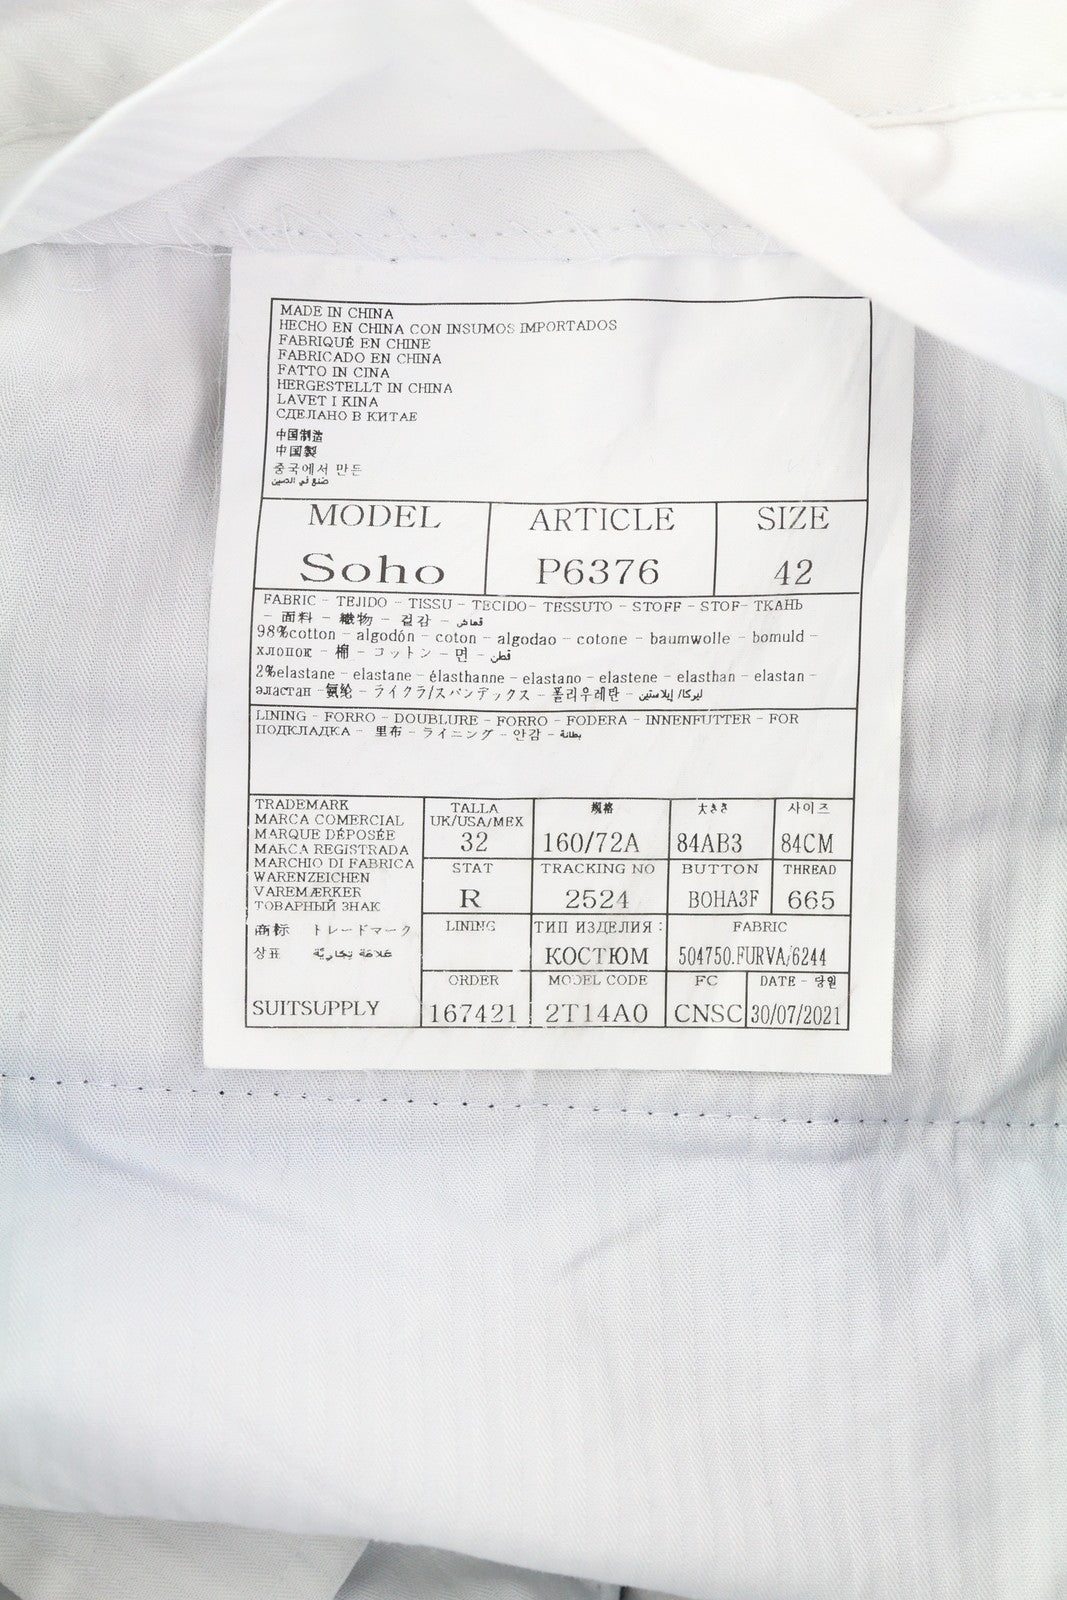 MADE IN CHINA
HECHO EN CHINA CON INSUMOS IMPORTADOS
FABRIQUÉ EN CHINE
FABRICADO EN CHINA
FATTO IN CINA
HERGESTELLT IN CHINA
LAVET I KINA
СДЕЛАНО В КИТАЕ
中国制造
中國製
중국에서 만든
صنع في الصين
MODEL ARTICLE SIZE
Soho P6376 42
FABRIC - TEJIDO - TISSU - TECIDO- TESSUTO - STOFF - STOF- ТКАНЬ
- 面料 - 織物 - 겉감 - قماش
98%cotton - algodón - coton - algodao - cotone - baumwolle - bomuld -
хлопок - 棉 - コットン - 면 - قطن
2%elastane - elastane - élasthanne - elastano - elastene - elasthan - elastan -
эластан -氨纶 - ライクラ/スパンデックス - 폴리우레탄 - ليركا/ إيلاستين
LINING - FORRO - DOUBLURE - FORRO - FODERA - INNENFUTTER - FOR
ПОДКЛАДКА - 里布 - ライニング - 안감 - بطانة
TRADEMARK
MARCA COMERCIAL
MARQUE DÉPOSÉE
MARCA REGISTRADA
MARCHIO DI FABRICA
WARENZEICHEN
VAREMÆRKER
ТОВАРНЫЙ ЗНАК
商标 トレードマーク
상표 علامة تجاريّة
SUITSUPPLY
TALLA 规格 大きさ 사이즈
UK/USA/MEX
32 160/72A 84AB3 84CM
STAT TRACKING NO BUTTON THREAD
R 2524 BOHA3F 665
LINING ТИП ИЗДЕЛИЯ : FABRIC
КОСТЮМ 504750.FURVA/6244
ORDER MODEL CODE FC DATE - 당일
167421 2T14A0 CNSC 30/07/2021